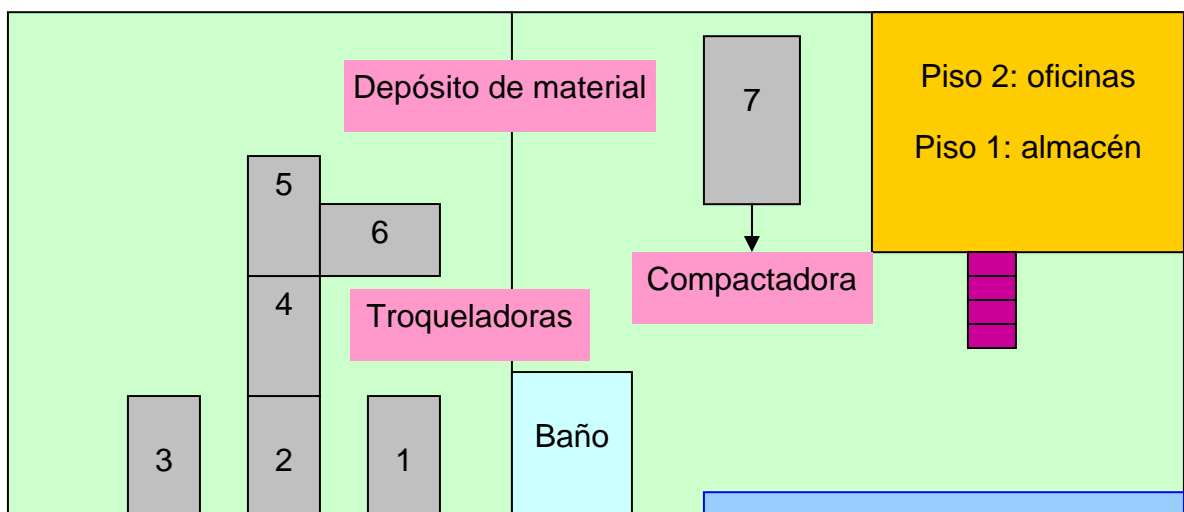 Depósito de material
7
Piso 2: oficinas
Piso 1: almacén
5
6
Compactadora
4
Troqueladoras
3
2
1
Baño